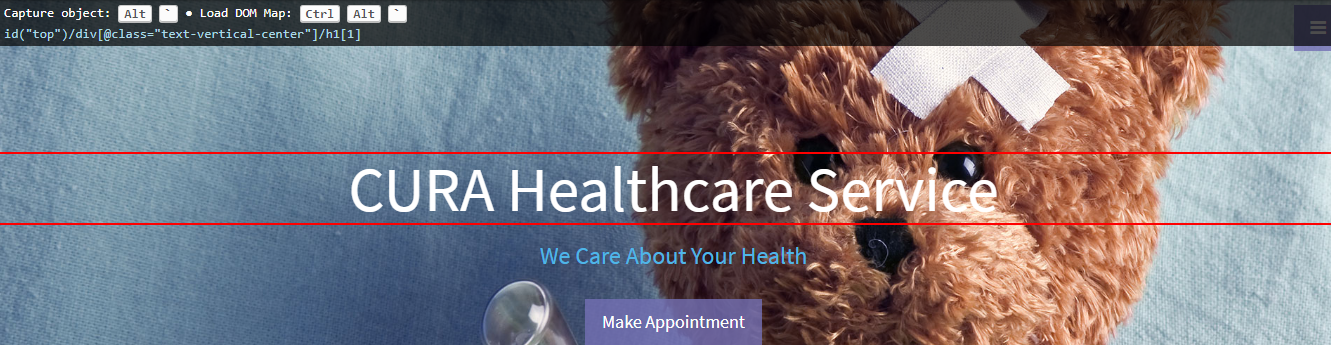 Capture object: Alt ` • Load DOM Map: Ctrl Alt `
id("top")/div[@class="text-vertical-center"]/h1[1]
CURA Healthcare Service
We Care About Your Health
Make Appointment